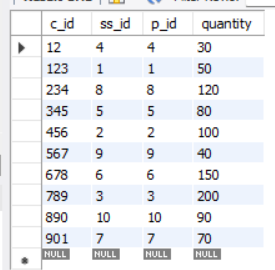 c_id ss_id p_id quantity
12 4 4 30
123 1 1 50
234 8 8 120
345 5 5 80
456 2 2 100
567 9 9 40
678 6 6 150
789 3 3 200
890 10 10 90
901 7 7 70
NULL NULL NULL NULL